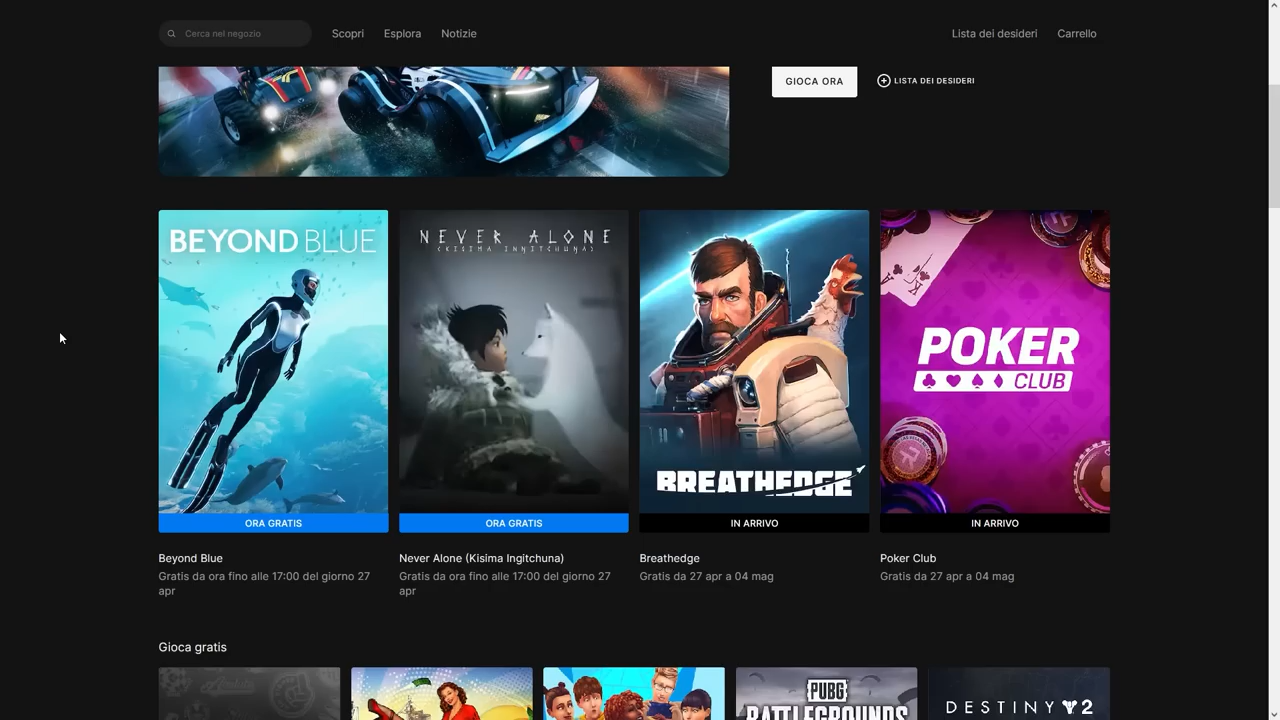 Cerca nel negozio
Scopri
Esplora
Notizie
Lista dei desideri
Carrello
GIOCA ORA
LISTA DEI DESIDERI
BEYOND BLUE
NEVER ALONE
(KISIMA INGITCHUNA)
BREATHEDGE
POKER
CLUB
ORA GRATIS
ORA GRATIS
IN ARRIVO
IN ARRIVO
Beyond Blue
Gratis da ora fino alle 17:00 del giorno 27
apr
Never Alone (Kisima Ingitchuna)
Gratis da ora fino alle 17:00 del giorno 27
apr
Breathedge
Gratis da 27 apr a 04 mag
Poker Club
Gratis da 27 apr a 04 mag
Gioca gratis
PUBG
BATTLEGROUNDS
DESTINY 2